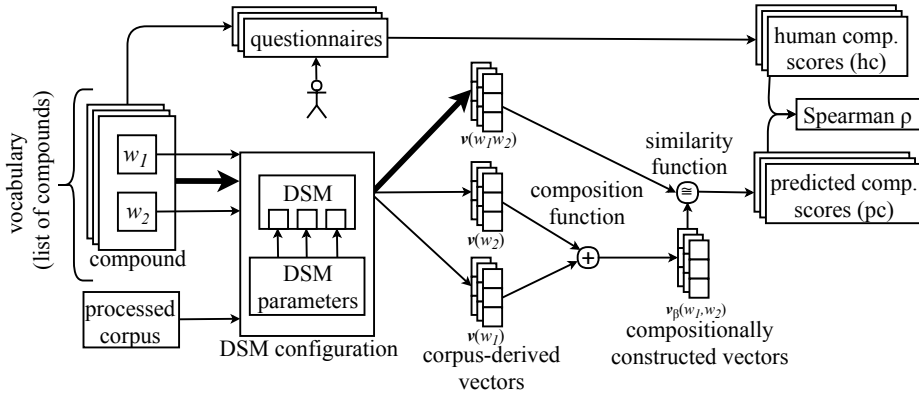 questionnaires
human comp.
scores (hc)
vocabulary
(list of compounds)
w1
w2
compound
processed
corpus
DSM
DSM
parameters
DSM configuration
v(w1w2)
v(w2)
v(w1)
corpus-derived
vectors
composition
function
+
similarity
function
≅
vβ(w1,w2)
compositionally
constructed vectors
Spearman ρ
predicted comp.
scores (pc)